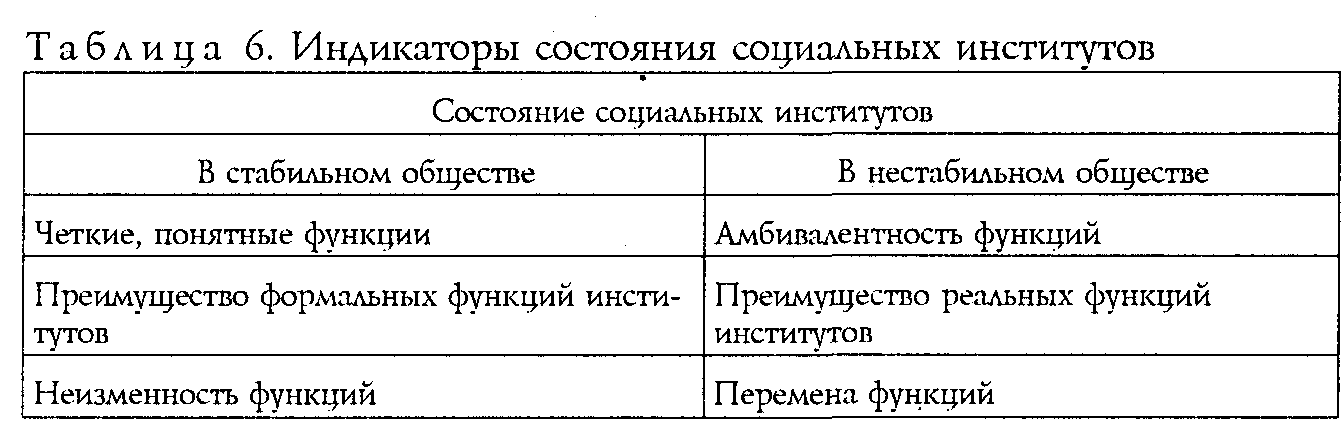 Таблица 6. Индикаторы состояния социальных институтов
Состояние социальных институтов
В стабильном обществе
В нестабильном обществе
Четкие, понятные функции
Амбивалентность функций
Преимущество формальных функций инсти-
тутов
Преимущество реальных функций
институтов
Неизменность функций
Перемена функций